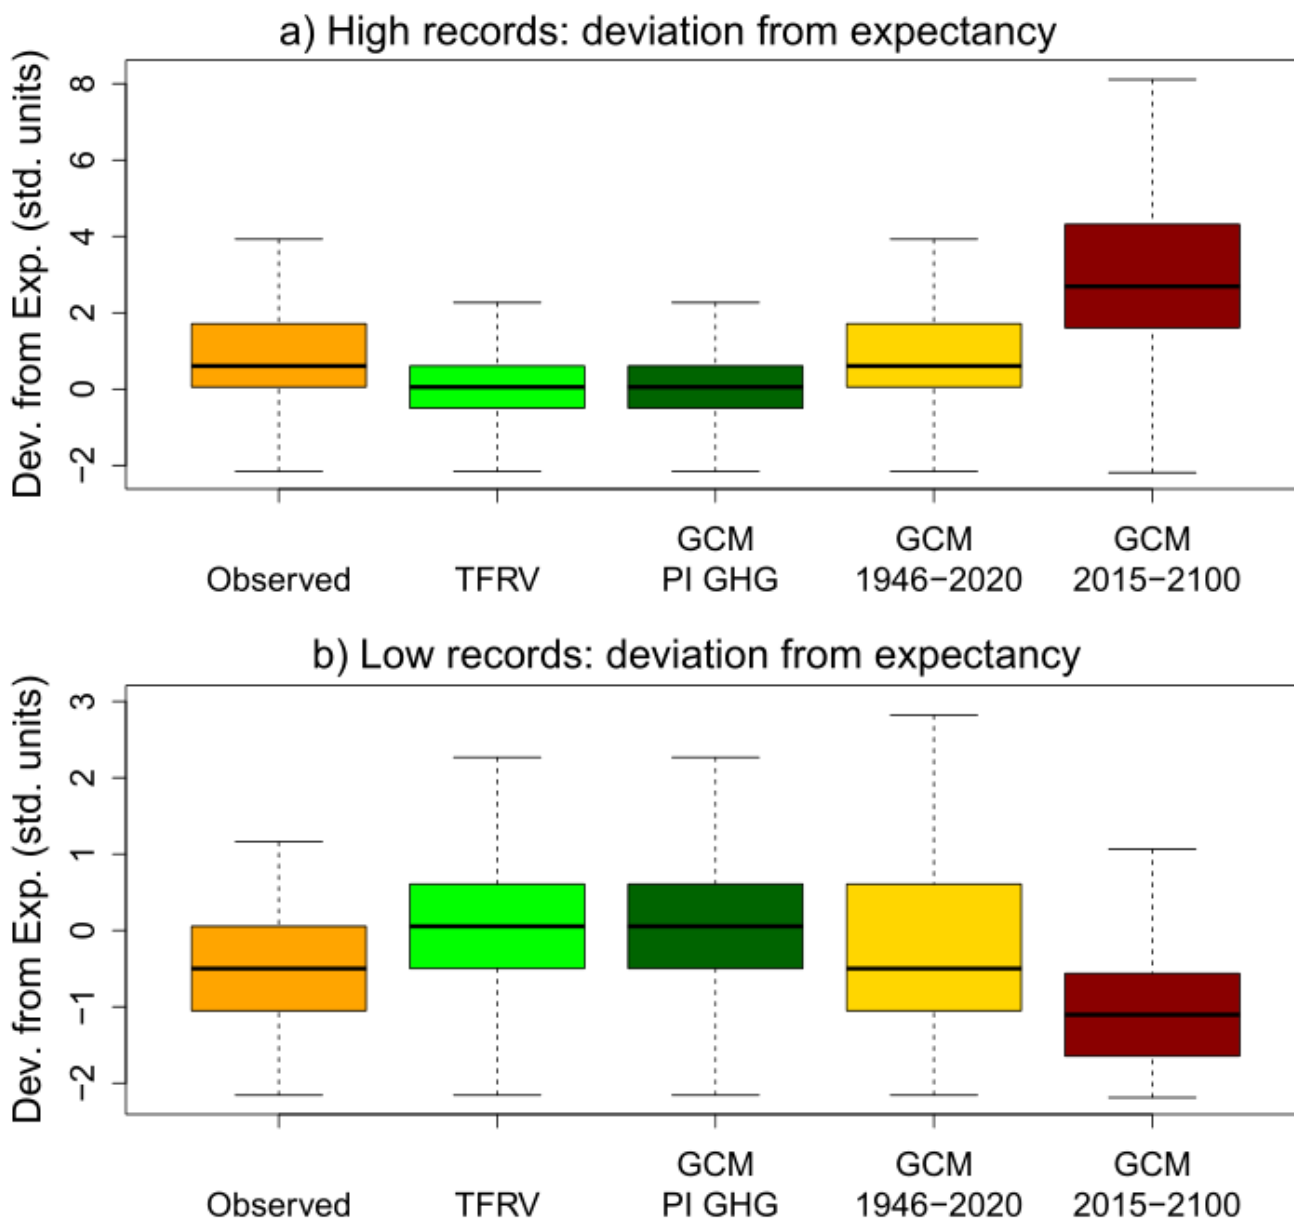 a) High records: deviation from expectancy
Dev. from Exp. (std. units)
8
6
4
2
0
−2
GCM GCM GCM
Observed TFRV PI GHG 1946−2020 2015−2100
b) Low records: deviation from expectancy
Dev. from Exp. (std. units)
3
2
1
0
−1
−2
GCM GCM GCM
Observed TFRV PI GHG 1946−2020 2015−2100